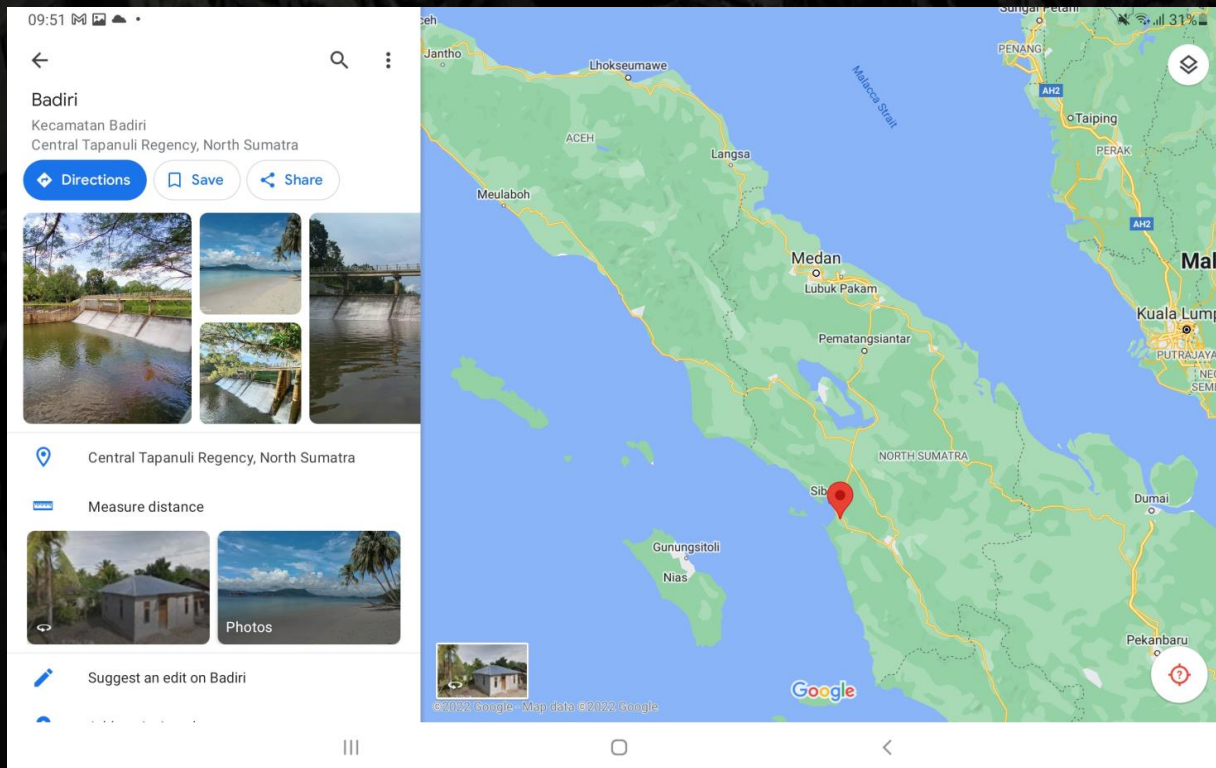 09:51
31%
Badiri
Kecamatan Badiri
Central Tapanuli Regency, North Sumatra
Directions
Save
Share
Central Tapanuli Regency, North Sumatra
Measure distance
Photos
Suggest an edit on Badiri
Jantho
Lhokseumawe
ACEH
Langsa
Meulaboh
Malacca Strait
PENANG
AH2
Taiping
PERAK
AH2
Medan
Lubuk Pakam
Pematangsiantar
Kuala
PUTRAJAYA
NORTH SUMATRA
Dumai
Gunungsitoli
Nias
Pekanbaru
Google
©2022 Google - Map data ©2022 Google